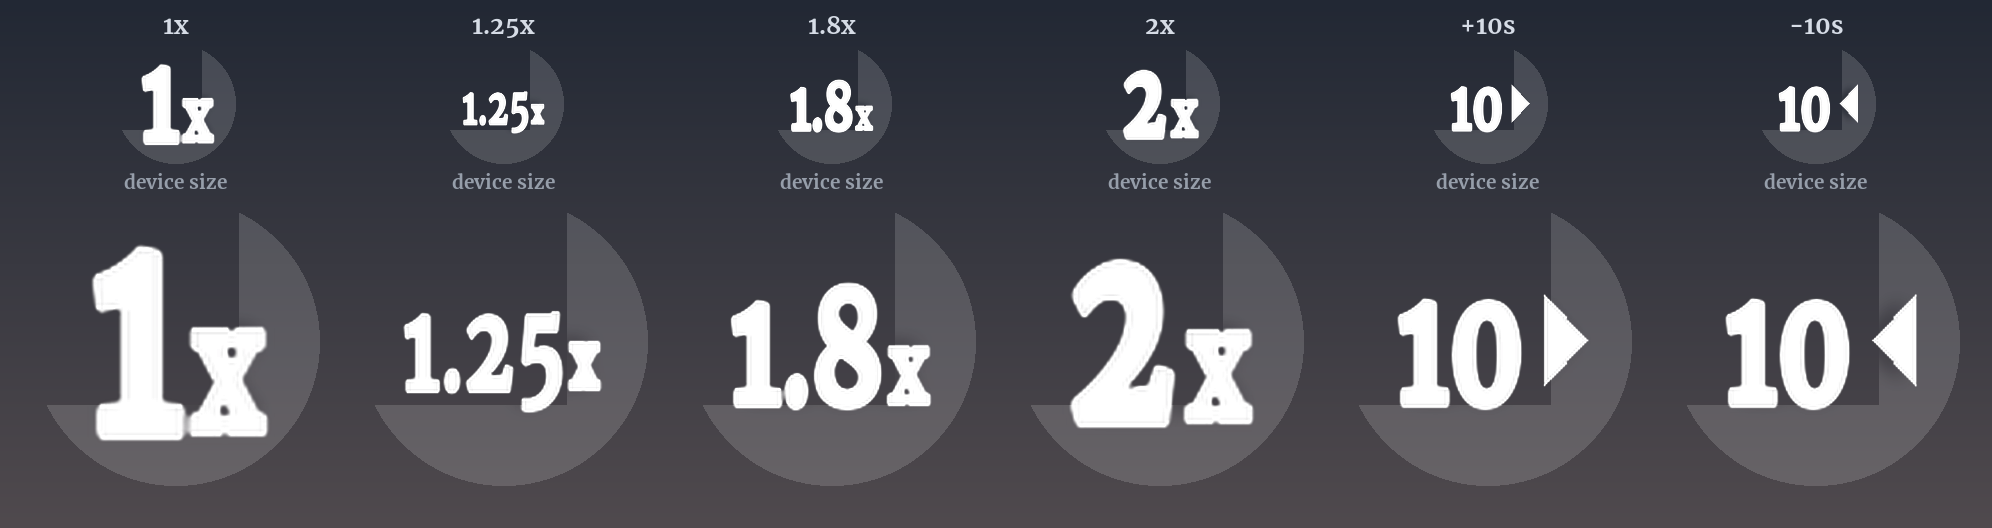 1x 1.25x 1.8x 2x +10s -10s
1x 1.25x 1.8x 2x 10 10
device size device size device size device size device size device size
1x 1.25x 1.8x 2x 10 10